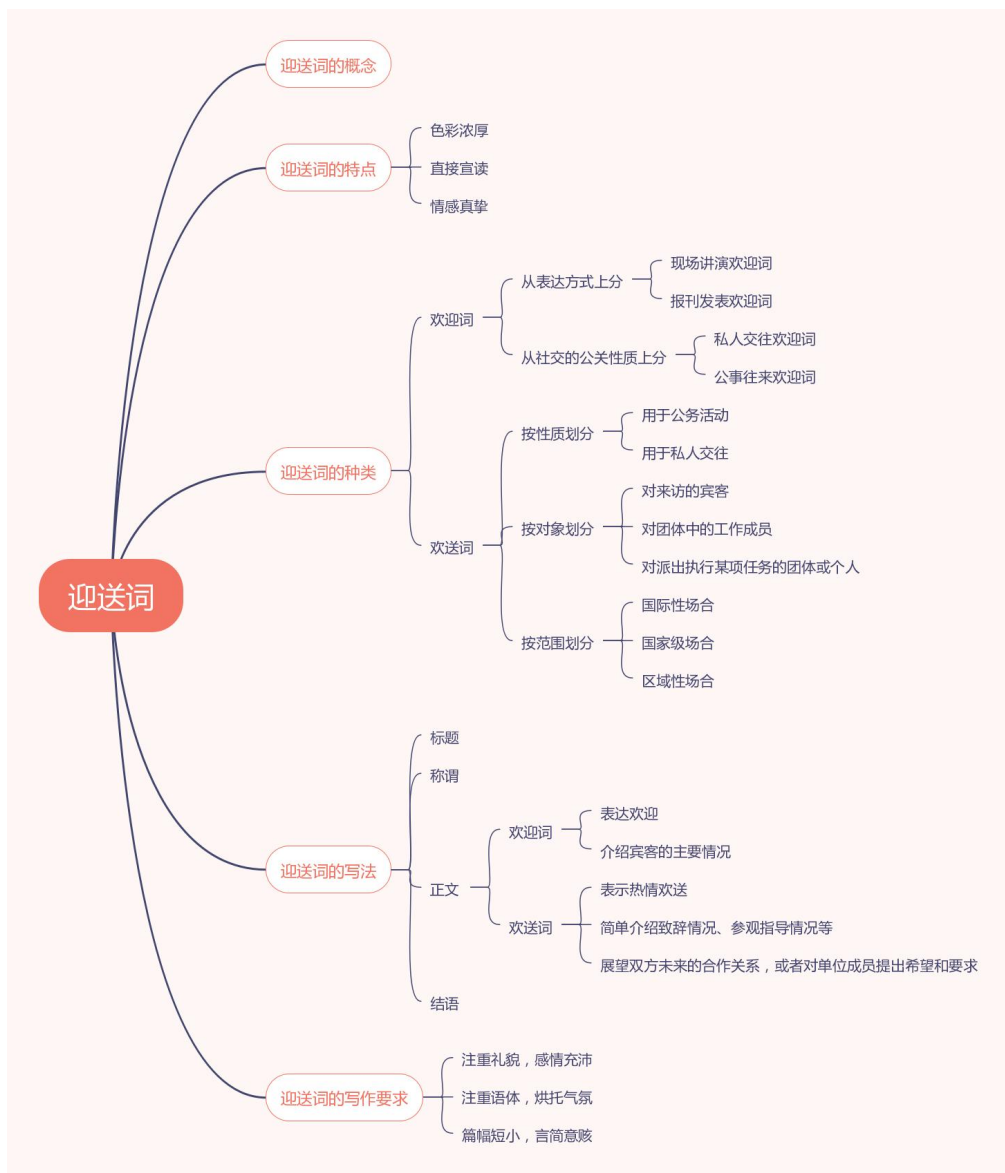 迎送词
迎送词的概念
迎送词的特点
色彩浓厚
直接宣读
情感真挚
迎送词的种类
欢迎词
从表达方式上分
现场讲演欢迎词
报刊发表欢迎词
从社交的公关性质上分
私人交往欢迎词
公事往来欢迎词
欢送词
按性质划分
用于公务活动
用于私人交往
按对象划分
对来访的宾客
对团体中的工作成员
对派出执行某项任务的团体或个人
按范围划分
国际性场合
国家级场合
区域性场合
迎送词的写法
标题
称谓
正文
欢迎词
表达欢迎
介绍宾客的主要情况
欢送词
表示热情欢送
简单介绍致辞情况、参观指导情况等
展望双方未来的合作关系，或者对单位成员提出希望和要求
结语
迎送词的写作要求
注重礼貌，感情充沛
注重语体，烘托气氛
篇幅短小，言简意赅